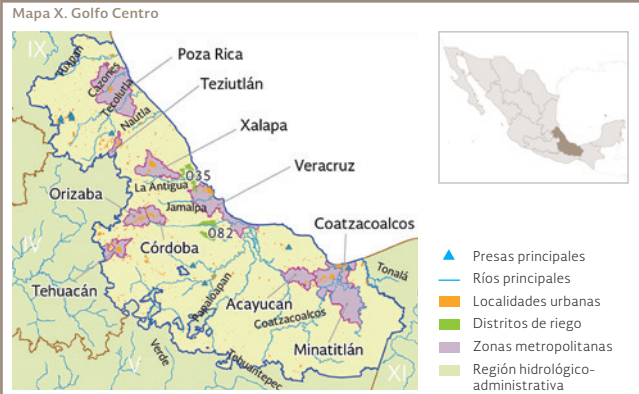 Mapa X. Golfo Centro
IX
Tuxpan
Cazones
Tecolutla
Nautla
Poza Rica
Teziutlán
Xalapa
035
La Antigua
Veracruz
Orizaba
Jamapa
082
Coatzacoalcos
IV
Córdoba
Tonalá
Tehuacán
Papaloapan
Acayucan
Coatzacoalcos
Minatitlán
Verde
Tehuantepec
V
XI
Presas principales
Ríos principales
Localidades urbanas
Distritos de riego
Zonas metropolitanas
Región hidrológico-
administrativa